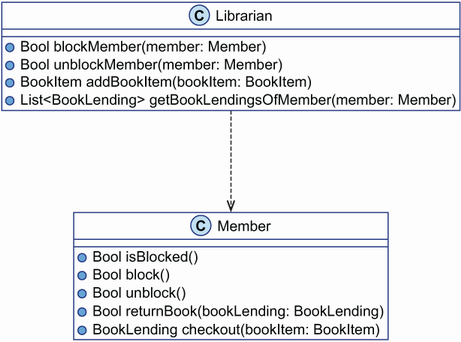 C Librarian
Bool blockMember(member: Member)
Bool unblockMember(member: Member)
BookItem addBookItem(bookItem: BookItem)
List<BookLending> getBookLendingsOfMember(member: Member)
C Member
Bool isBlocked()
Bool block()
Bool unblock()
Bool returnBook(bookLending: BookLending)
BookLending checkout(bookItem: BookItem)